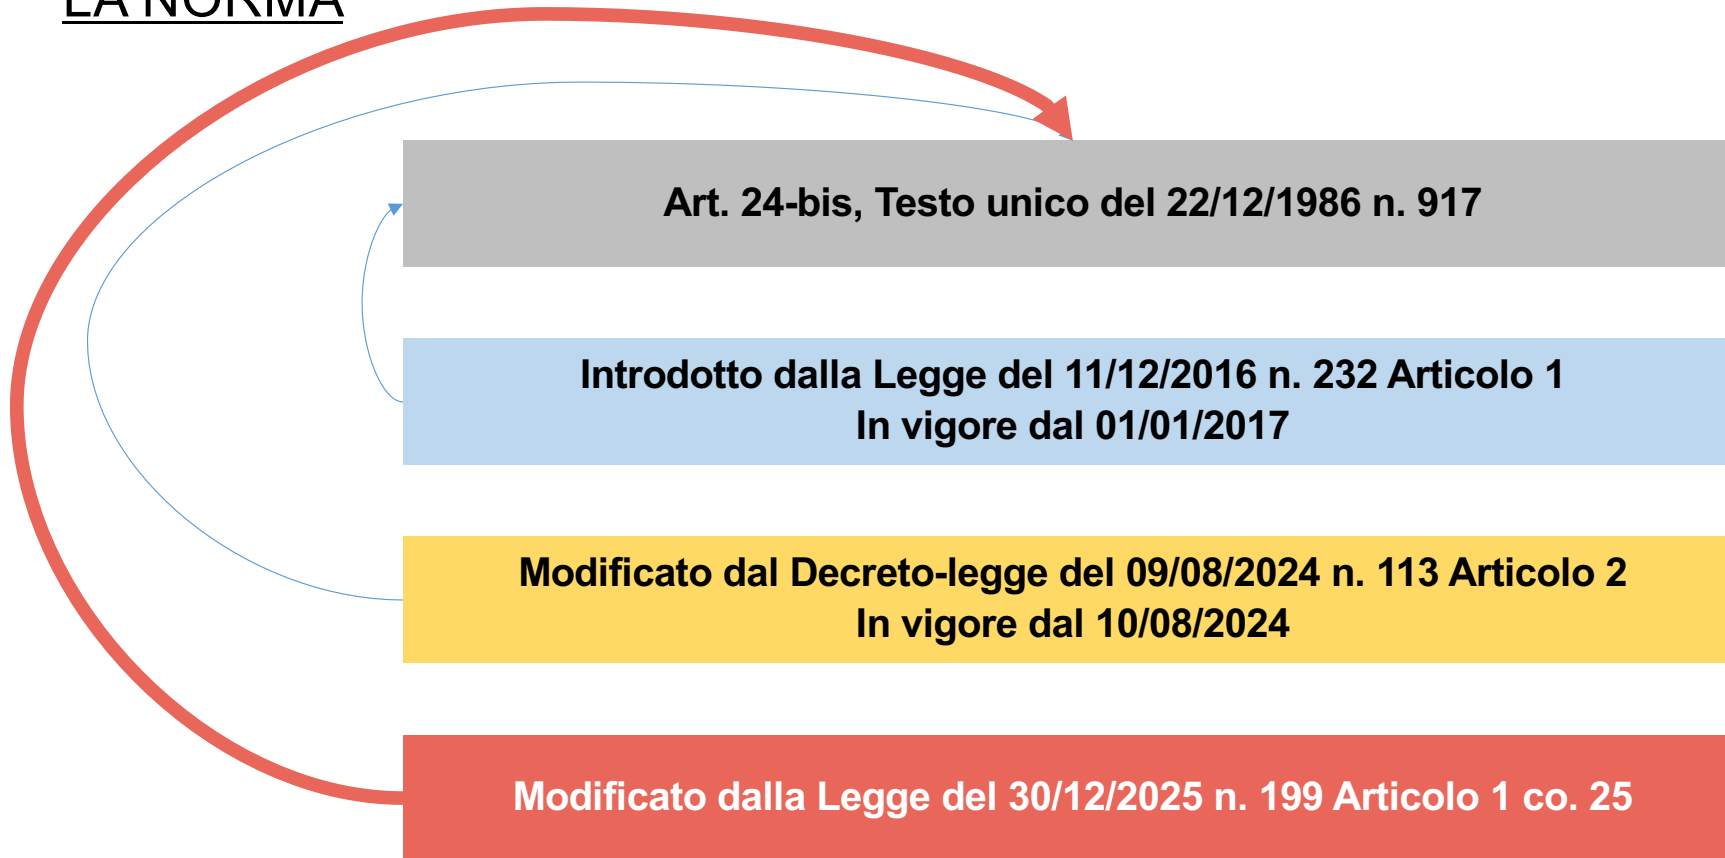 LA NORMA
Art. 24-bis, Testo unico del 22/12/1986 n. 917
Introdotto dalla Legge del 11/12/2016 n. 232 Articolo 1
In vigore dal 01/01/2017
Modificato dal Decreto-legge del 09/08/2024 n. 113 Articolo 2
In vigore dal 10/08/2024
Modificato dalla Legge del 30/12/2025 n. 199 Articolo 1 co. 25